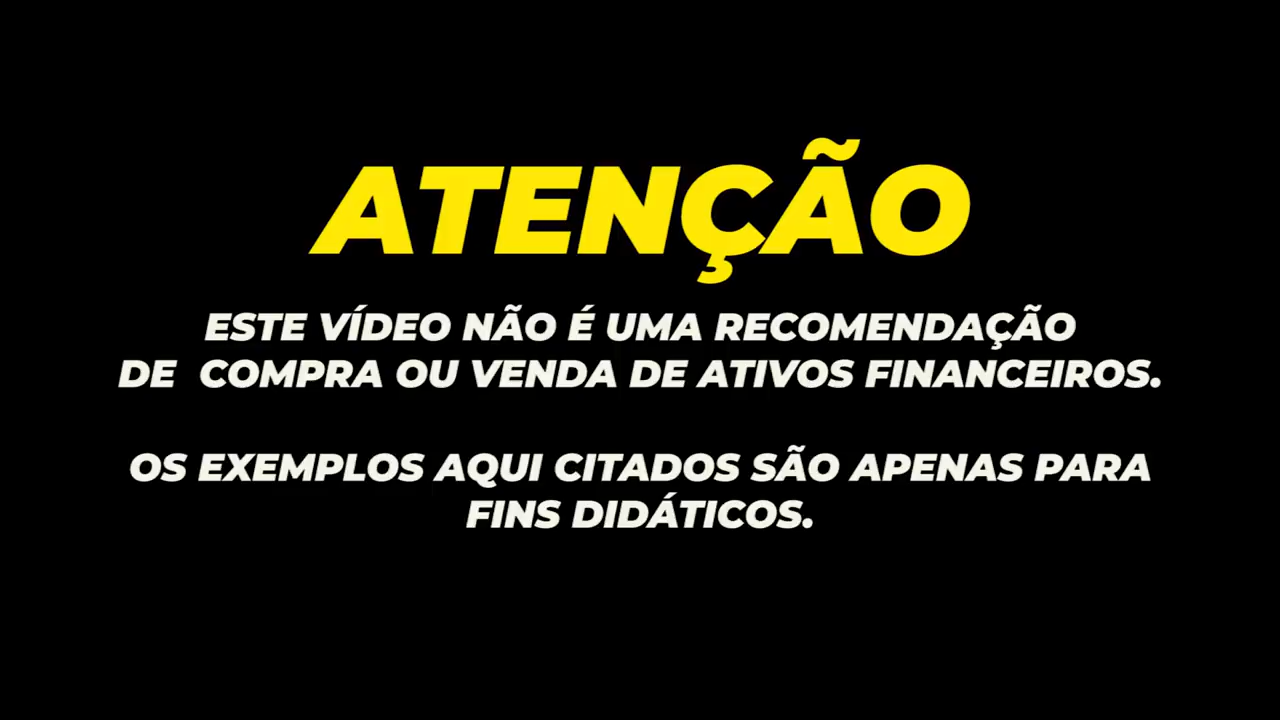 ATENÇÃO
ESTE VÍDEO NÃO É UMA RECOMENDAÇÃO
DE  COMPRA OU VENDA DE ATIVOS FINANCEIROS.
OS EXEMPLOS AQUI CITADOS SÃO APENAS PARA
FINS DIDÁTICOS.